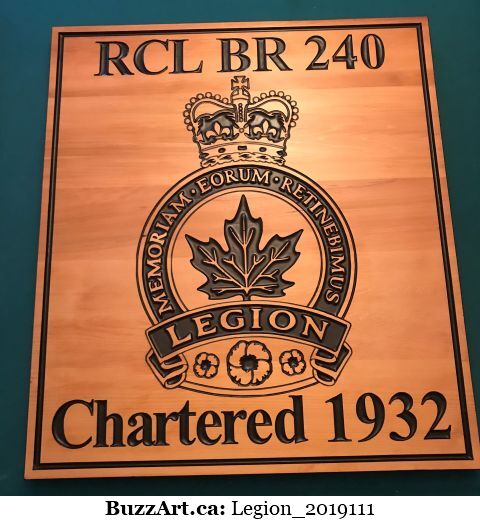 RCL BR 240
MEMORIAM · EORUM · RETINEBIMUS
LEGION
Chartered 1932
BuzzArt.ca: Legion_2019111